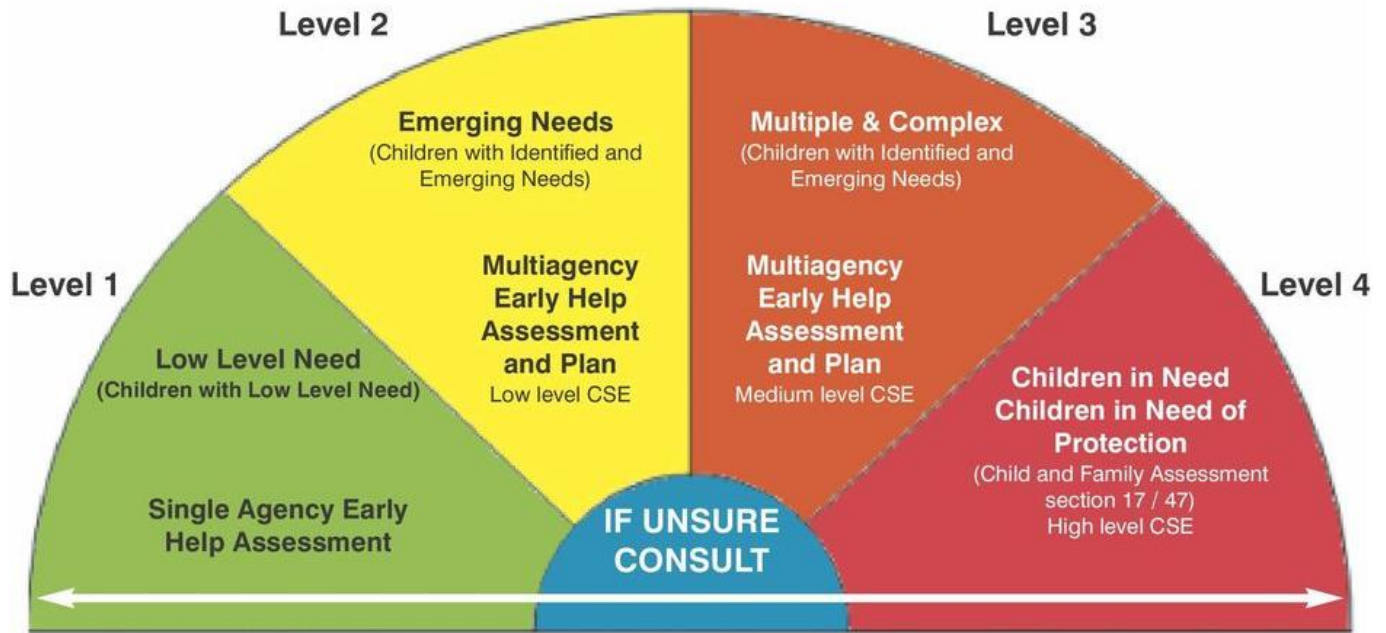 Level 1
Low Level Need
(Children with Low Level Need)
Single Agency Early
Help Assessment
Level 2
Emerging Needs
(Children with Identified and
Emerging Needs)
Multiagency
Early Help
Assessment
and Plan
Low level CSE
Level 3
Multiple & Complex
(Children with Identified and
Emerging Needs)
Multiagency
Early Help
Assessment
and Plan
Medium level CSE
Level 4
Children in Need
Children in Need of
Protection
(Child and Family Assessment
section 17 / 47)
High level CSE
IF UNSURE
CONSULT